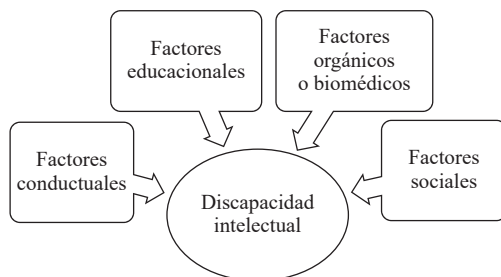 Factores
educacionales
Factores
orgánicos
o biomédicos
Factores
conductuales
Factores
sociales
Discapacidad
intelectual